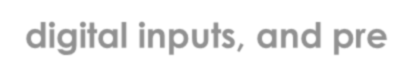 digital inputs, and pre